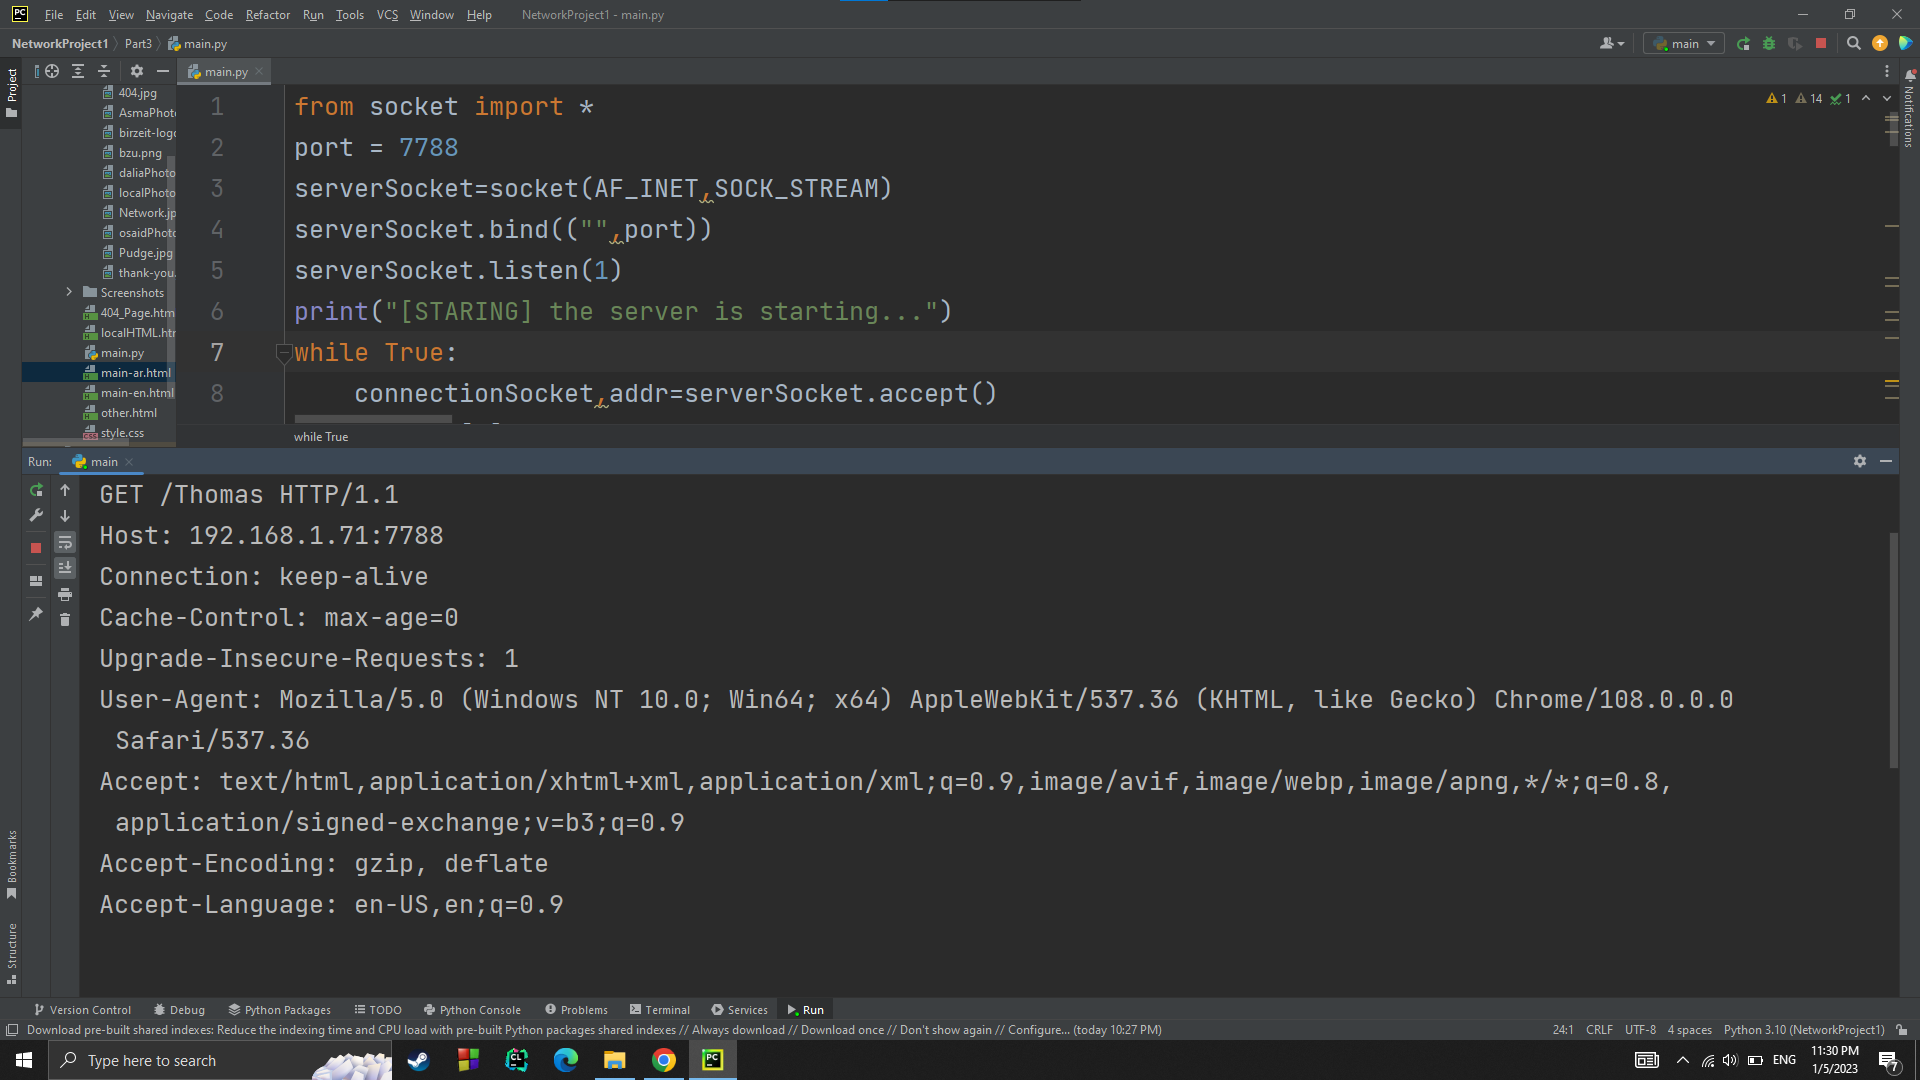 File Edit View Navigate Code Refactor Run Tools VCS Window Help NetworkProject1 - main.py
NetworkProject1 Part3 main.py
main
main.py
Project
Notifications
404.jpg
AsmaPhoto
birzeit-logo
bzu.png
daliaPhoto
localPhoto
Network.jp
osaidPhoto
Pudge.jpg
thank-you.
Screenshots
404_Page.htm
localHTML.htm
main.py
main-ar.html
main-en.html
other.html
style.css
1 14 1
1 from socket import *
2 port = 7788
3 serverSocket=socket(AF_INET,SOCK_STREAM)
4 serverSocket.bind(("",port))
5 serverSocket.listen(1)
6 print("[STARING] the server is starting...")
7 while True:
8 connectionSocket,addr=serverSocket.accept()
while True
Run: main
GET /Thomas HTTP/1.1
Host: 192.168.1.71:7788
Connection: keep-alive
Cache-Control: max-age=0
Upgrade-Insecure-Requests: 1
User-Agent: Mozilla/5.0 (Windows NT 10.0; Win64; x64) AppleWebKit/537.36 (KHTML, like Gecko) Chrome/108.0.0.0
Safari/537.36
Accept: text/html,application/xhtml+xml,application/xml;q=0.9,image/avif,image/webp,image/apng,*/*;q=0.8,
application/signed-exchange;v=b3;q=0.9
Accept-Encoding: gzip, deflate
Accept-Language: en-US,en;q=0.9
Bookmarks
Structure
Version Control Debug Python Packages TODO Python Console Problems Terminal Services Run
Download pre-built shared indexes: Reduce the indexing time and CPU load with pre-built Python packages shared indexes // Always download // Download once // Don't show again // Configure... (today 10:27 PM) 24:1 CRLF UTF-8 4 spaces Python 3.10 (NetworkProject1)
Type here to search
ENG
11:30 PM
1/5/2023
7